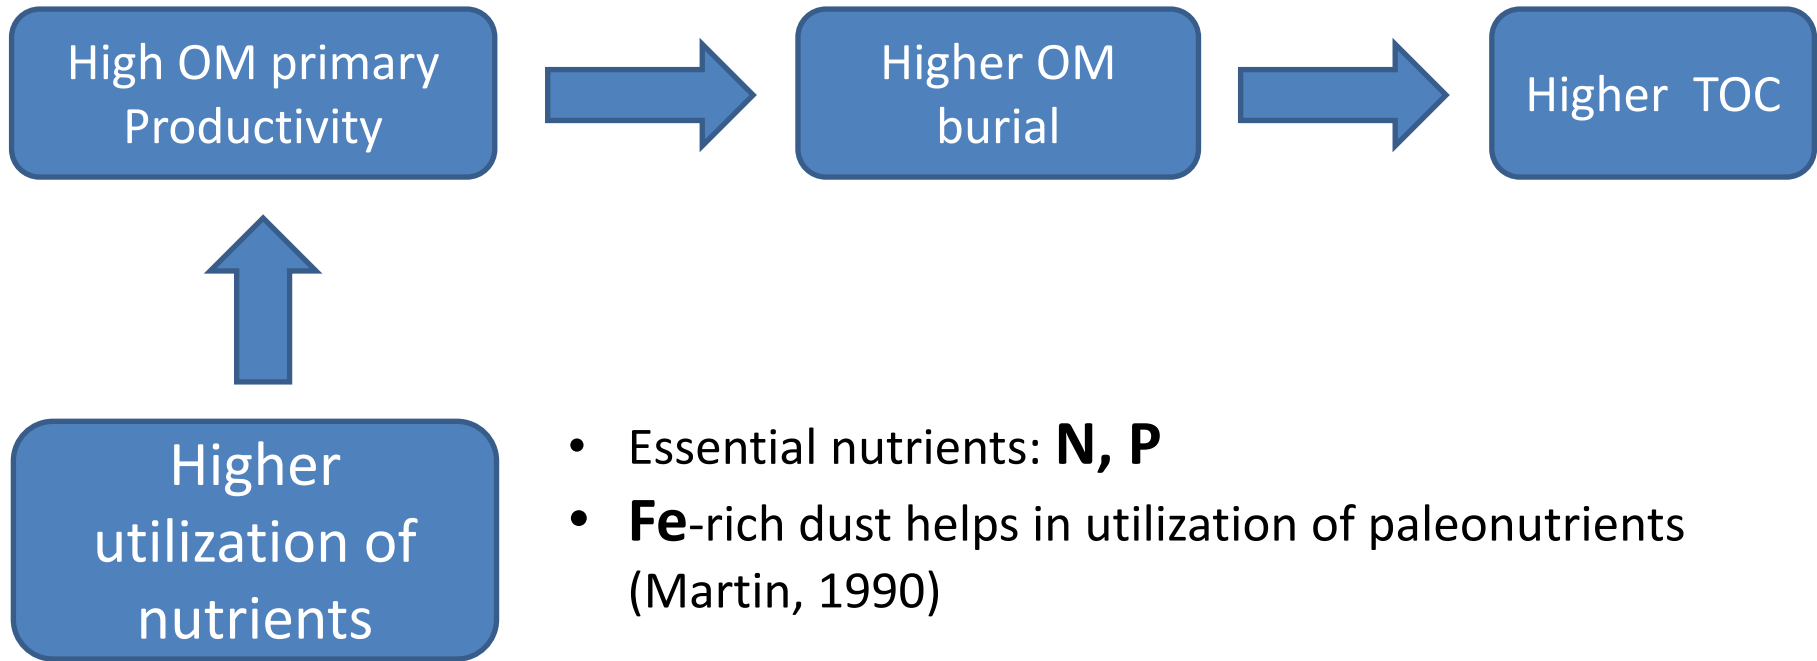 High OM primary
Productivity
Higher OM
burial
Higher TOC
Higher
utilization of
nutrients
• Essential nutrients: N, P
• Fe-rich dust helps in utilization of paleonutrients
(Martin, 1990)